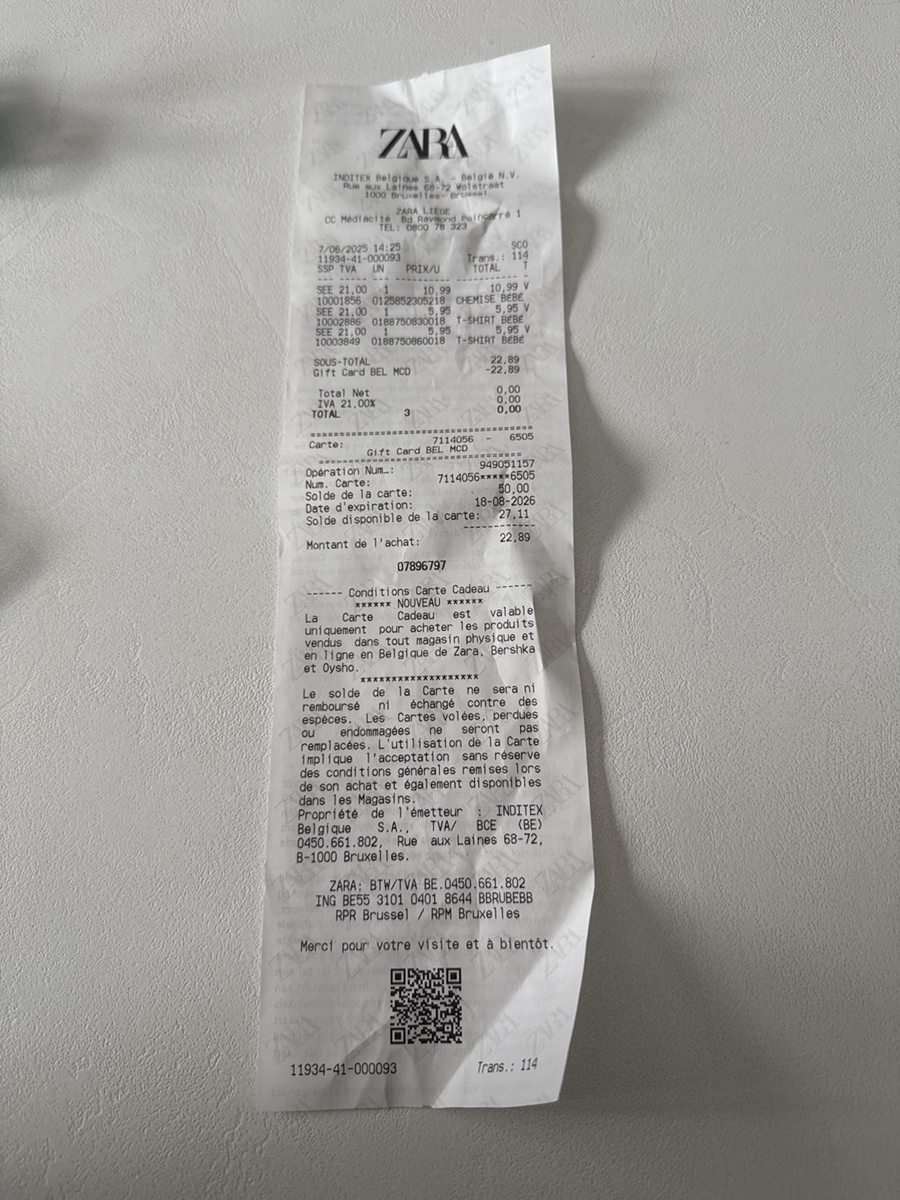 ZARA
INDITEX Belgique S.A. - België N.V.
Rue aux Laines 68-72 Wolstraat
1000 Bruxelles- Brussel
ZARA LIEGE
CC Médiacité Bd Raymond Poincarré 1
TEL: 0800 78 323
7/06/2025 14:25 SCO
11934-41-000093 Trans.: 114
SSP TVA UN PRIX/U TOTAL T
SEE 21,00 1 10,99 10,99 V
10001856 0125852305218 CHEMISE BEBE
SEE 21,00 1 5,95 5,95 V
10002886 0188750830018 T-SHIRT BEBE
SEE 21,00 1 5,95 5,95 V
10003849 0188750860018 T-SHIRT BEBE
SOUS-TOTAL 22,89
Gift Card BEL MCD -22,89
Total Net 0,00
IVA 21,00% 0,00
TOTAL 3 0,00
Carte: 7114056 - 6505
Gift Card BEL MCD
Opération Num.: 949051157
Num. Carte: 7114056*****6505
Solde de la carte: 50,00
Date d'expiration: 18-08-2026
Solde disponible de la carte: 27,11
Montant de l'achat: 22,89
07896797
------ Conditions Carte Cadeau ------
****** NOUVEAU ******
La Carte Cadeau est valable
uniquement pour acheter les produits
vendus dans tout magasin physique et
en ligne en Belgique de Zara, Bershka
et Oysho.
*******************
Le solde de la Carte ne sera ni
remboursé ni échangé contre des
espèces. Les Cartes volées, perdues
ou endommagées ne seront pas
remplacées. L'utilisation de la Carte
implique l'acceptation sans réserve
des conditions générales remises lors
de son achat et également disponibles
dans les Magasins.
Propriété de l'émetteur : INDITEX
Belgique S.A., TVA/ BCE (BE)
0450.661.802, Rue aux Laines 68-72,
B-1000 Bruxelles.
ZARA: BTW/TVA BE.0450.661.802
ING BE55 3101 0401 8644 BBRUBEBB
RPR Brussel / RPM Bruxelles
Merci pour votre visite et à bientôt.
11934-41-000093 Trans.: 114